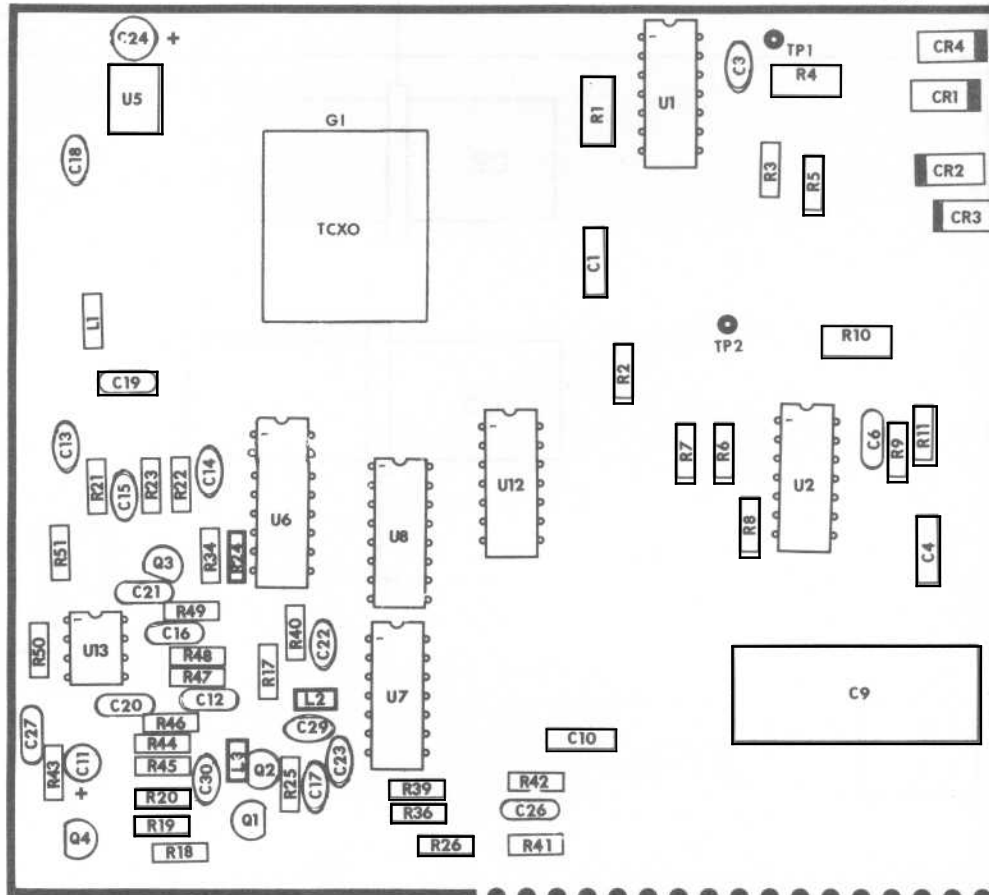 C24 +
U5
C18
G1
TCXO
L1
C19
R1
U1
C3
TP1
R4
CR4
CR1
R3
R5
CR2
CR3
C1
TP2
R10
R2
C13
R21
C15
R23
R22
C14
U6
U8
U12
R7
R6
U2
C6
R9
R11
R51
Q3
R34
R24
R8
C4
C21
R49
C16
R40
C22
R50
U13
R48
R47
R17
C20
C12
L2
U7
C9
C27
R46
C29
C10
R43
C11
+
R44
R45
C30
L3
Q2
R25
C17
C23
R39
R42
R20
R36
C26
R19
Q1
Q4
R18
R26
R41